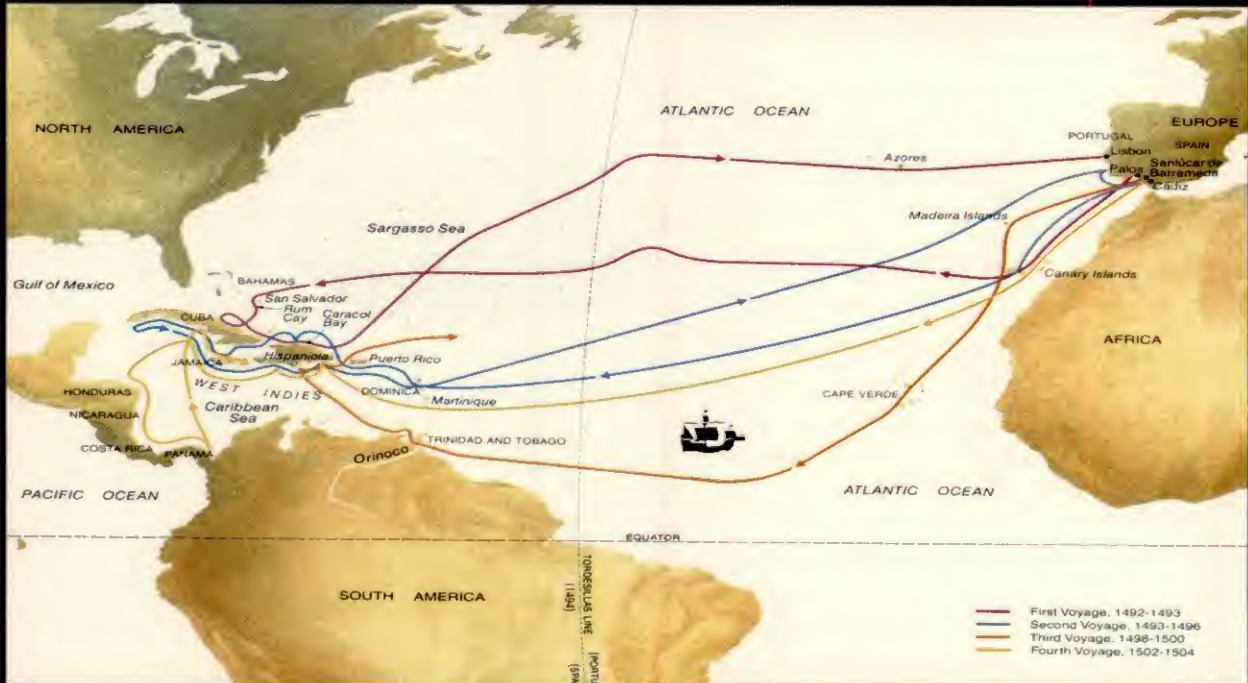 ATLANTIC OCEAN
NORTH AMERICA
EUROPE
PORTUGAL
SPAIN
Lisbon
Azores
Palos
Sanlúcar de
Barrameda
Cádiz
Madeira Islands
Sargasso Sea
Canary Islands
Gulf of Mexico
BAHAMAS
San Salvador
Rum
Cay
Caracol
Bay
CUBA
AFRICA
JAMAICA
Hispaniola
Puerto Rico
WEST INDIES
DOMINICA
Martinique
HONDURAS
Caribbean
Sea
NICARAGUA
CAPE VERDE
COSTA RICA
PANAMA
TRINIDAD AND TOBAGO
Orinoco
PACIFIC OCEAN
ATLANTIC OCEAN
EQUATOR
SOUTH AMERICA
TORDESILLAS LINE
(1494)
(PORTU
(SPA
First Voyage, 1492-1493
Second Voyage, 1493-1496
Third Voyage, 1498-1500
Fourth Voyage, 1502-1504